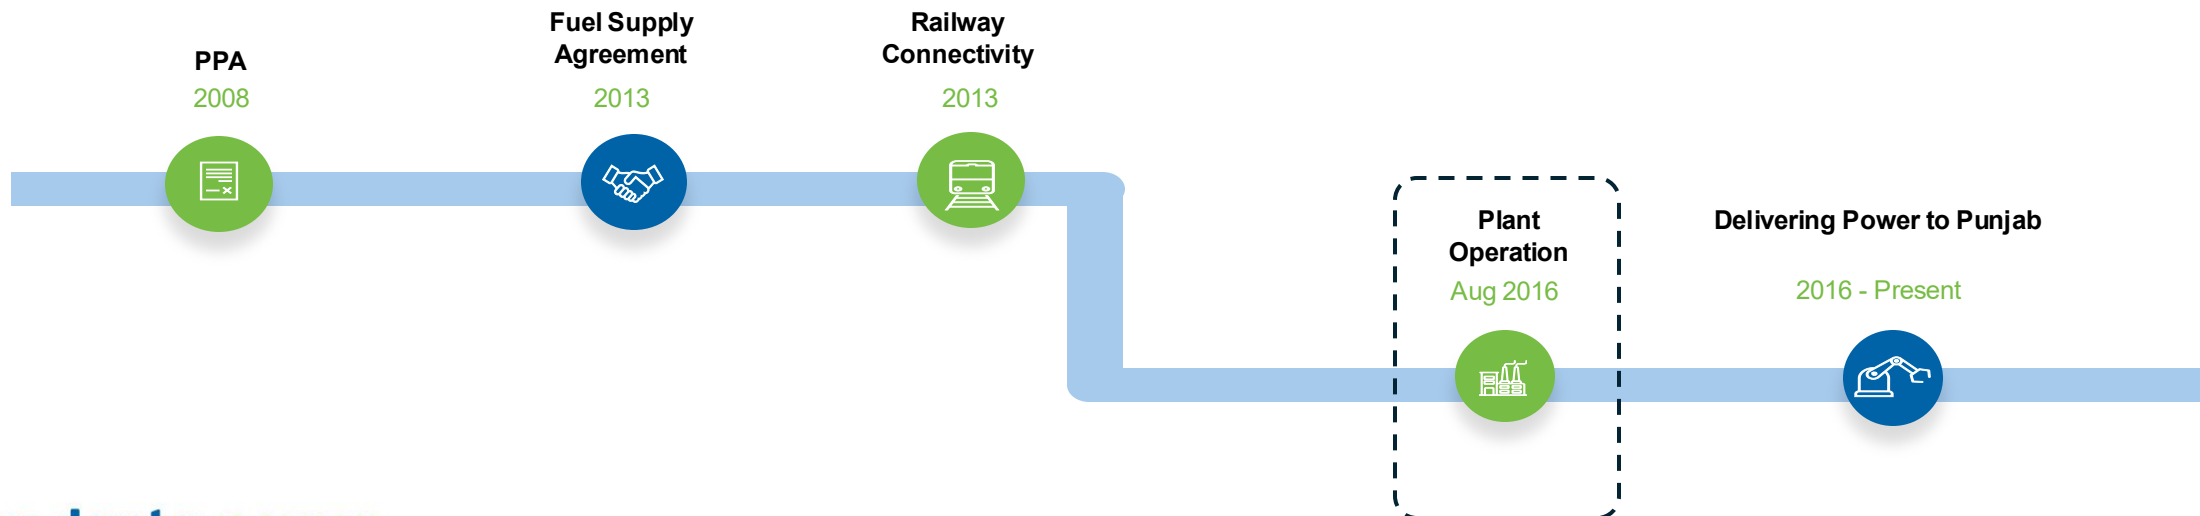 PPA
2008
Fuel Supply
Agreement
2013
Railway
Connectivity
2013
Plant
Operation
Aug 2016
Delivering Power to Punjab
2016 - Present